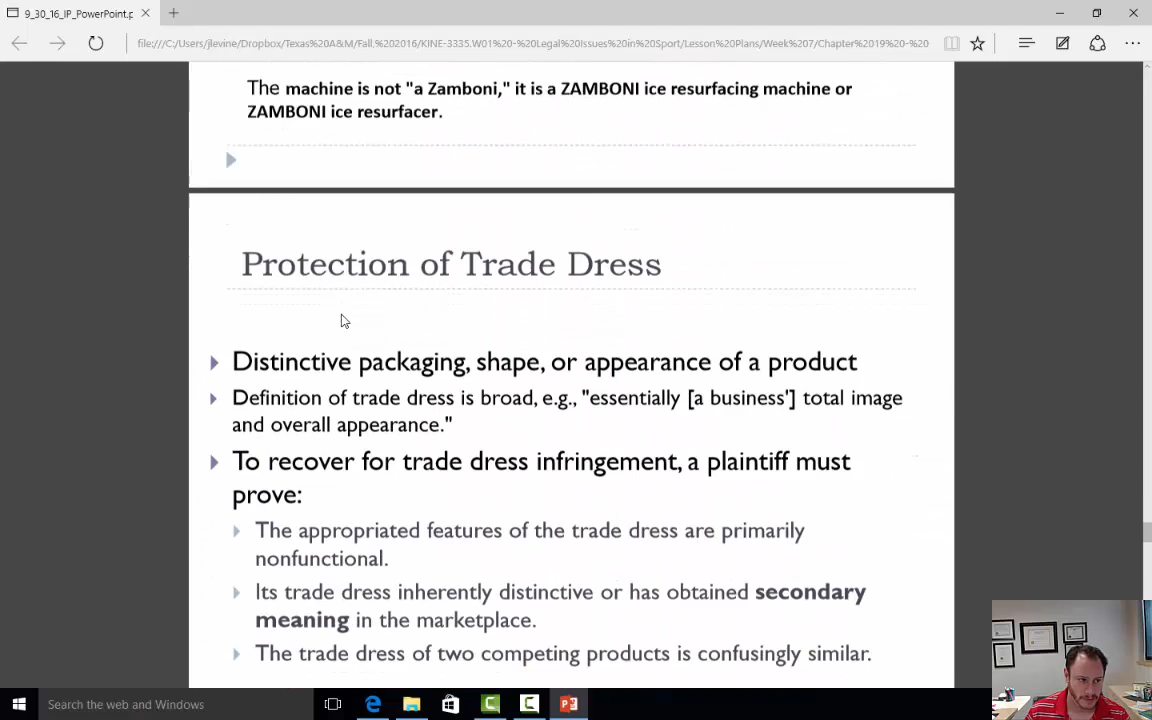 9_30_16_IP_PowerPoint.p
file:///C:/Users/jlevine/Dropbox/Texas%20A&M/Fall,%202016/KINE-3335.W01%20-%20Legal%20Issues%20in%20Sport/Lesson%20Plans/Week%207/Chapter%2019%20-%20
The machine is not "a Zamboni," it is a ZAMBONI ice resurfacing machine or
ZAMBONI ice resurfacer.
Protection of Trade Dress
Distinctive packaging, shape, or appearance of a product
Definition of trade dress is broad, e.g., "essentially [a business'] total image
and overall appearance."
To recover for trade dress infringement, a plaintiff must
prove:
The appropriated features of the trade dress are primarily
nonfunctional.
Its trade dress inherently distinctive or has obtained secondary
meaning in the marketplace.
The trade dress of two competing products is confusingly similar.
Search the web and Windows